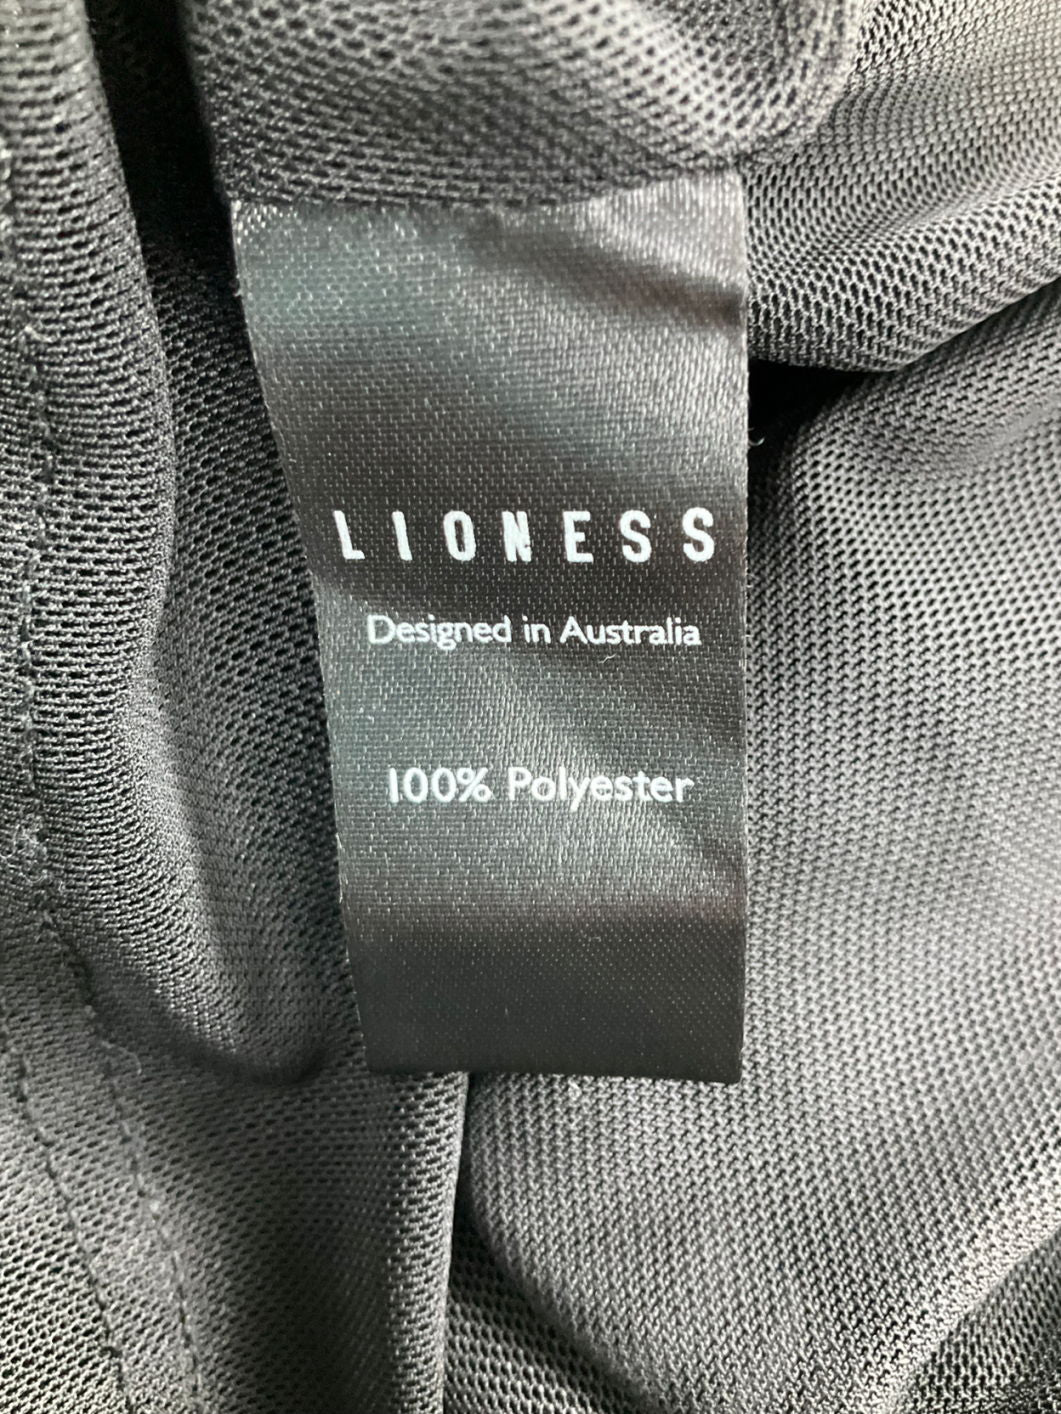 LIONESS
Designed in Australia
100% Polyester